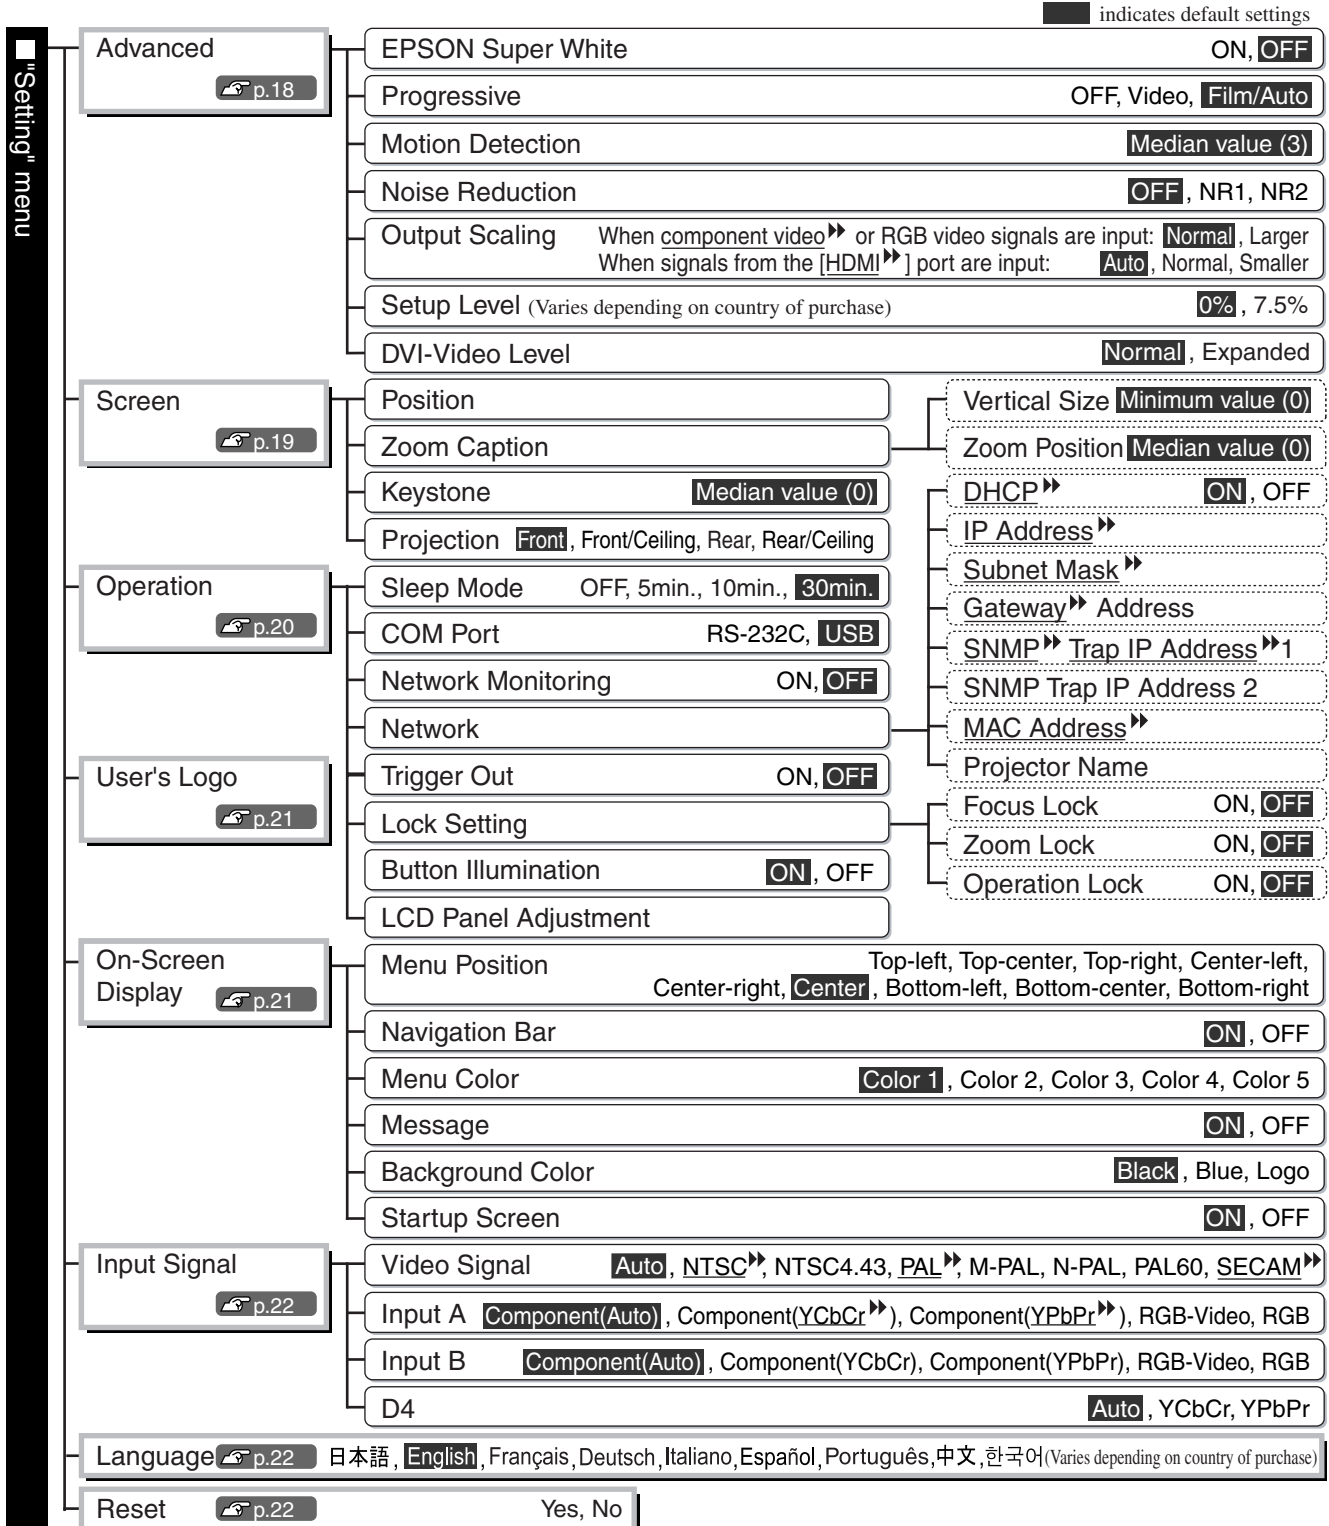 indicates default settings
"Setting" menu
Advanced
p.18
EPSON Super White ON, OFF
Progressive OFF, Video, Film/Auto
Motion Detection Median value (3)
Noise Reduction OFF, NR1, NR2
Output Scaling When component video or RGB video signals are input: Normal, Larger
When signals from the [HDMI] port are input: Auto, Normal, Smaller
Setup Level (Varies depending on country of purchase) 0%, 7.5%
DVI-Video Level Normal, Expanded
Screen
p.19
Position
Zoom Caption
Vertical Size Minimum value (0)
Zoom Position Median value (0)
Keystone Median value (0)
Projection Front, Front/Ceiling, Rear, Rear/Ceiling
Operation
p.20
Sleep Mode OFF, 5min., 10min., 30min.
COM Port RS-232C, USB
Network Monitoring ON, OFF
Network
DHCP ON, OFF
IP Address
Subnet Mask
Gateway Address
SNMP Trap IP Address 1
SNMP Trap IP Address 2
MAC Address
Projector Name
Trigger Out ON, OFF
Lock Setting
Focus Lock ON, OFF
Zoom Lock ON, OFF
Operation Lock ON, OFF
Button Illumination ON, OFF
LCD Panel Adjustment
User's Logo
p.21
On-Screen
Display p.21
Menu Position Top-left, Top-center, Top-right, Center-left,
Center-right, Center, Bottom-left, Bottom-center, Bottom-right
Navigation Bar ON, OFF
Menu Color Color 1, Color 2, Color 3, Color 4, Color 5
Message ON, OFF
Background Color Black, Blue, Logo
Startup Screen ON, OFF
Input Signal
p.22
Video Signal Auto, NTSC, NTSC4.43, PAL, M-PAL, N-PAL, PAL60, SECAM
Input A Component(Auto), Component(YCbCr), Component(YPbPr), RGB-Video, RGB
Input B Component(Auto), Component(YCbCr), Component(YPbPr), RGB-Video, RGB
D4 Auto, YCbCr, YPbPr
Language p.22 日本語, English, Français, Deutsch, Italiano, Español, Português, 中文, 한국어 (Varies depending on country of purchase)
Reset p.22 Yes, No